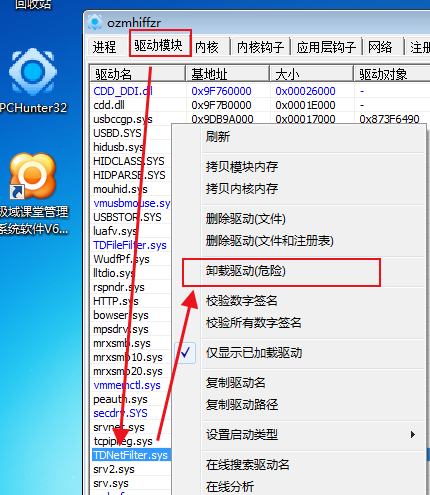 回收站
PCHunter32
极域课堂管理
系统软件V6...
ozmhiffzr
进程 驱动模块 内核 内核钩子 应用层钩子 网络 注册
驱动名 基地址 大小 驱动对象
CDD_DDI.dll 0x9F760000 0x00026000 -
cdd.dll 0x9F7B0000 0x0001E000 -
usbccgp.sys 0x9DB9A000 0x00017000 0x873F6490
USBD.SYS
hidusb.sys
HIDCLASS.SYS
HIDPARSE.SYS
mouhid.sys
vmusbmouse.sys
USBSTOR.SYS
luafv.sys
TDFileFilter.sys
WudfPf.sys
lltdio.sys
rspndr.sys
HTTP.sys
bowser.sys
mpsdrv.sys
mrxsmb.sys
mrxsmb10.sys
mrxsmb20.sys
vmmemctl.sys
peauth.sys
secdrv.SYS
srvnet.sys
tcpipreg.sys
TDNetFilter.sys
srv2.sys
srv.sys
刷新
拷贝模块内存
拷贝内核内存
删除驱动(文件)
删除驱动(文件和注册表)
卸载驱动(危险)
校验数字签名
校验所有数字签名
仅显示已加载驱动
复制驱动名
复制驱动路径
设置启动类型
在线搜索驱动名
在线分析